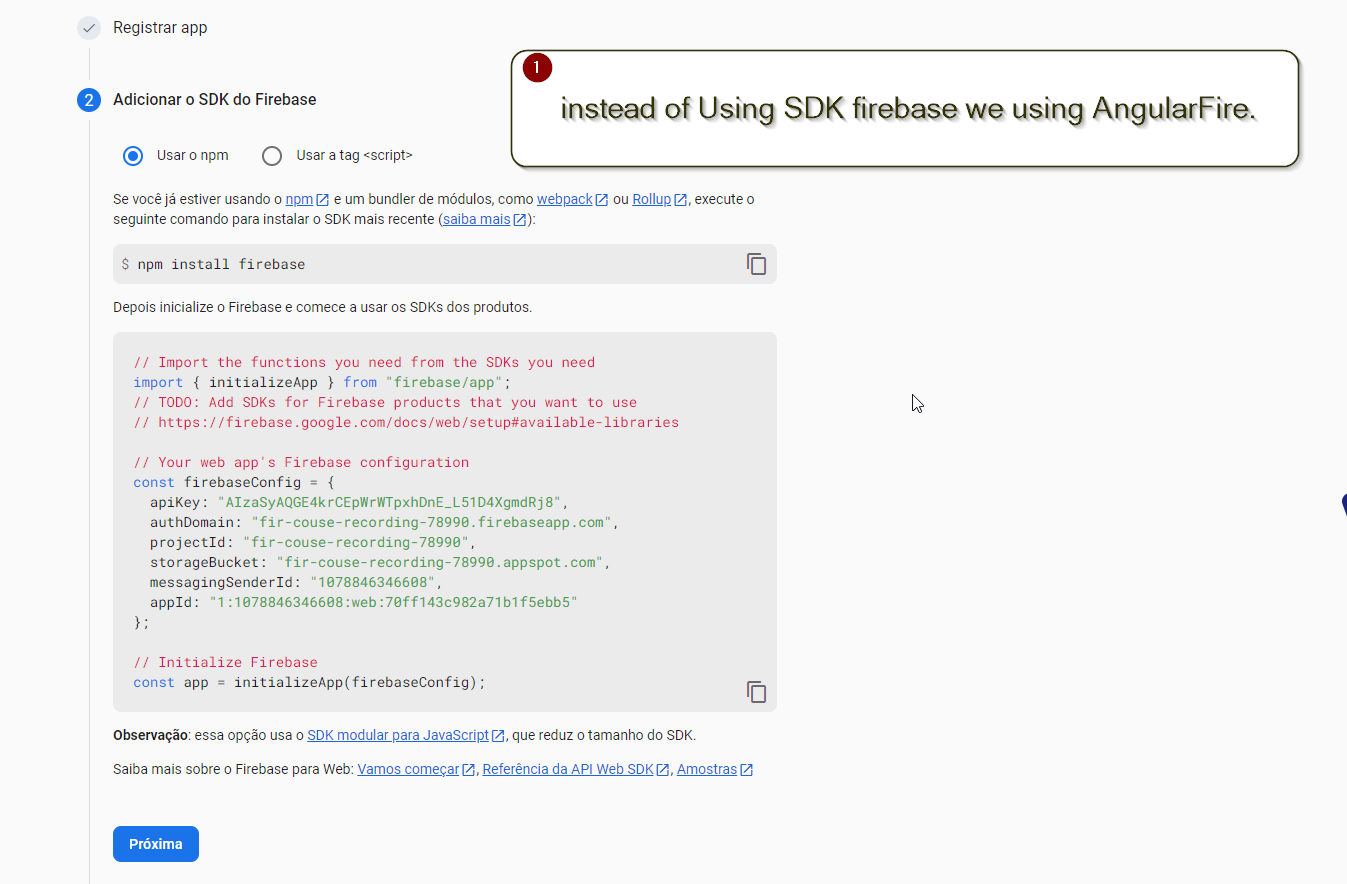 Registrar app
1
instead of Using SDK firebase we using AngularFire.
2 Adicionar o SDK do Firebase
Usar o npm Usar a tag <script>
Se você já estiver usando o npm e um bundler de módulos, como webpack ou Rollup, execute o
seguinte comando para instalar o SDK mais recente (saiba mais):
$ npm install firebase
Depois inicialize o Firebase e comece a usar os SDKs dos produtos.
// Import the functions you need from the SDKs you need
import { initializeApp } from "firebase/app";
// TODO: Add SDKs for Firebase products that you want to use
// https://firebase.google.com/docs/web/setup#available-libraries
// Your web app's Firebase configuration
const firebaseConfig = {
apiKey: "AIzaSyAQGE4krCEpWrWTpxhDnE_L51D4XgmdRj8",
authDomain: "fir-couse-recording-78990.firebaseapp.com",
projectId: "fir-couse-recording-78990",
storageBucket: "fir-couse-recording-78990.appspot.com",
messagingSenderId: "1078846346608",
appId: "1:1078846346608:web:70ff143c982a71b1f5ebb5"
};
// Initialize Firebase
const app = initializeApp(firebaseConfig);
Observação: essa opção usa o SDK modular para JavaScript, que reduz o tamanho do SDK.
Saiba mais sobre o Firebase para Web: Vamos começar, Referência da API Web SDK, Amostras
Próxima